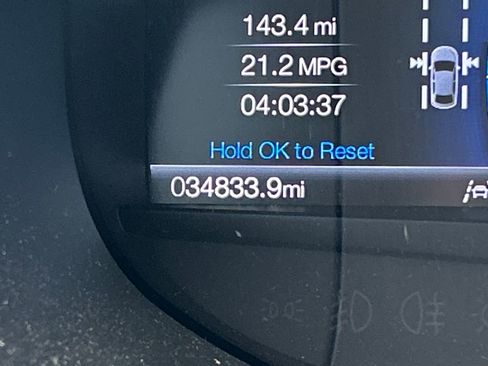 143.4 mi
21.2 MPG
04:03:37
Hold OK to Reset
034833.9mi